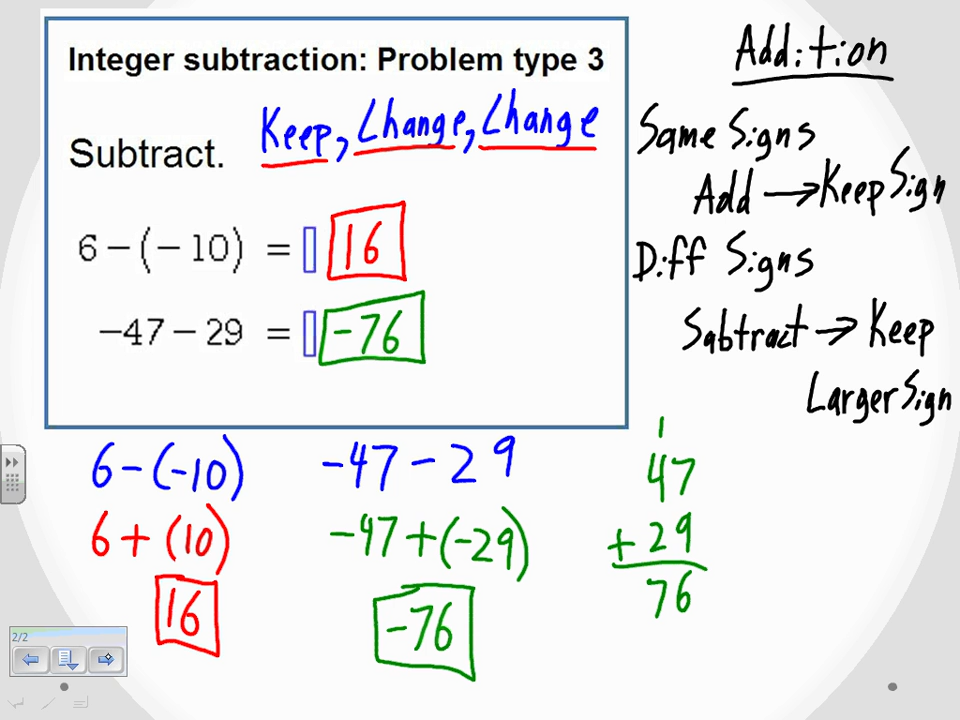 Integer subtraction: Problem type 3
Keep, Change, Change
Subtract.
6 − (− 10) = 16
−47 − 29 = -76
Addition
Same Signs
Add → Keep Sign
Diff Signs
Subtract → Keep
Larger Sign
6 - (-10)
6 + (10)
16
-47 - 29
-47 + (-29)
-76
1
47
+ 29
76
2/2